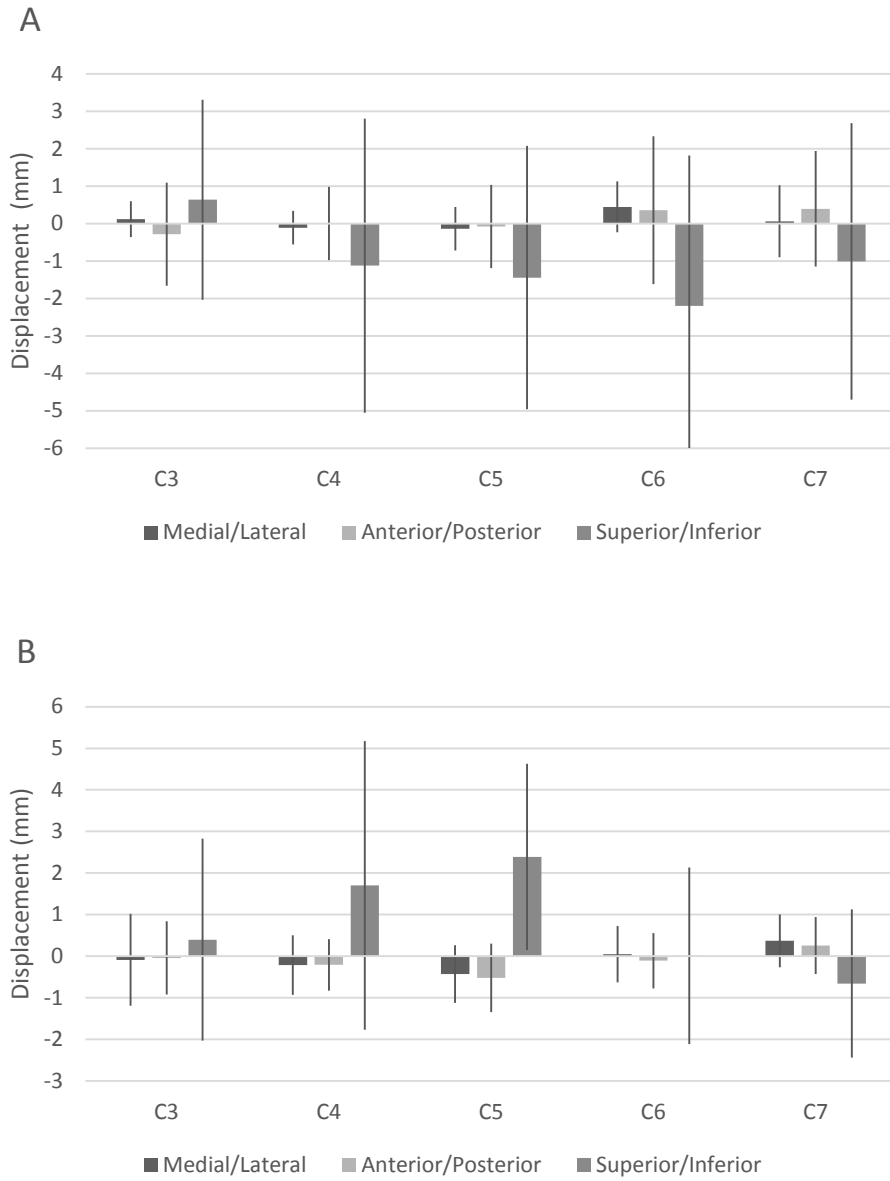 A
4
3
2
1
0
-1
-2
-3
-4
-5
-6
Displacement (mm)
C3 C4 C5 C6 C7
Medial/Lateral Anterior/Posterior Superior/Inferior
B
6
5
4
3
2
1
0
-1
-2
-3
Displacement (mm)
C3 C4 C5 C6 C7
Medial/Lateral Anterior/Posterior Superior/Inferior